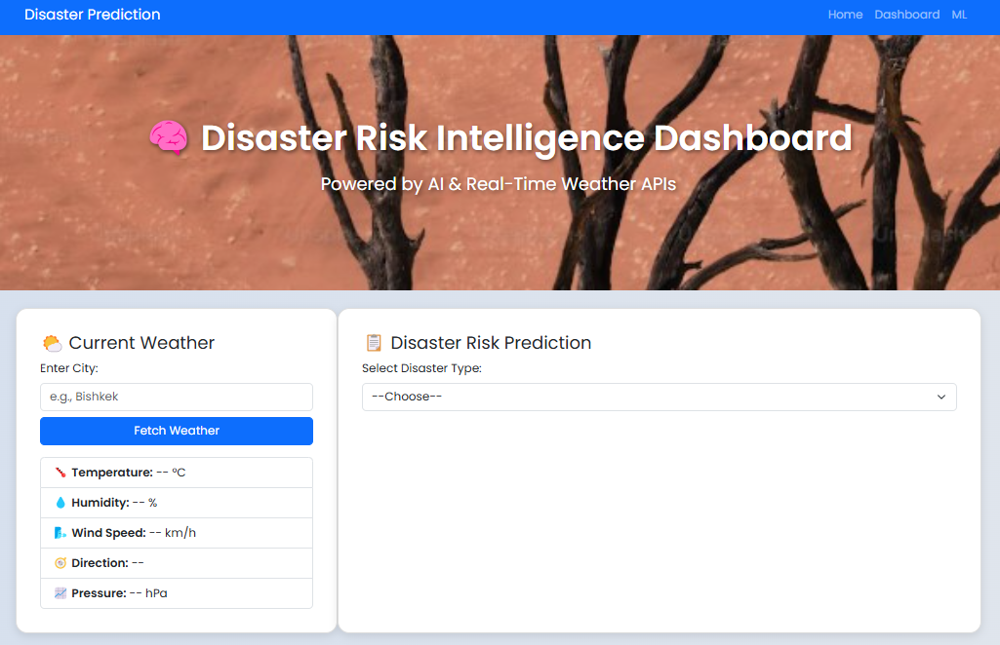 Disaster Prediction
Home Dashboard ML
Disaster Risk Intelligence Dashboard
Powered by AI & Real-Time Weather APIs
Current Weather
Enter City:
e.g., Bishkek
Fetch Weather
Temperature: -- °C
Humidity: -- %
Wind Speed: -- km/h
Direction: --
Pressure: -- hPa
Disaster Risk Prediction
Select Disaster Type:
--Choose--